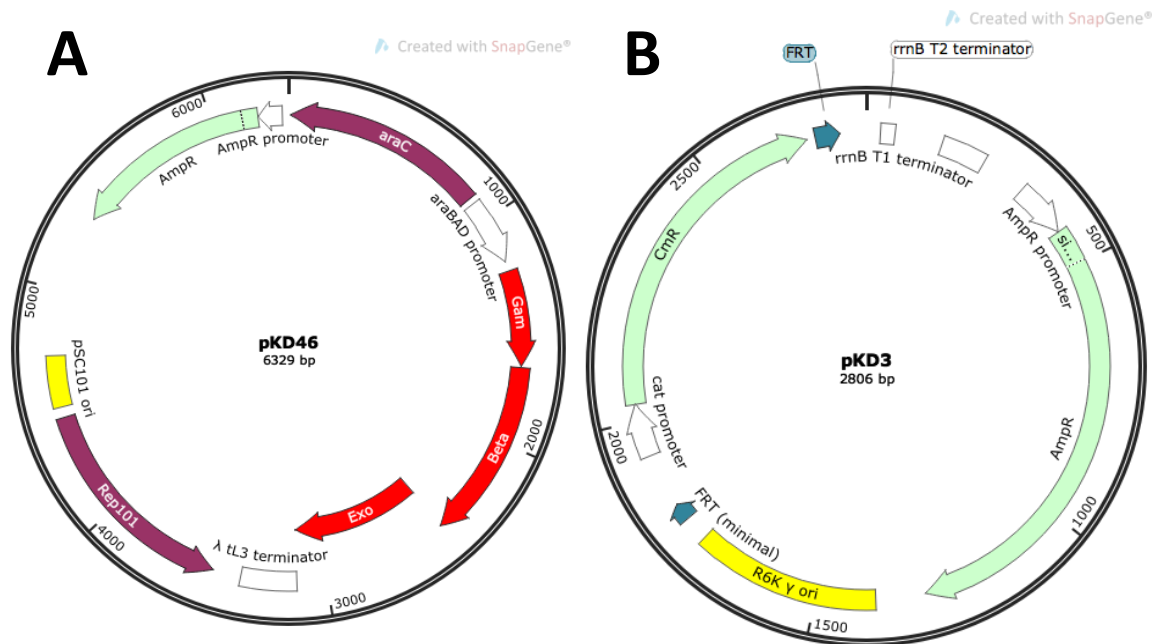 A
Created with SnapGene®
6000
AmpR promoter
AmpR
araC
1000
araBAD promoter
Gam
5000
pKD46
6329 bp
pSC101 ori
Beta
2000
Rep101
Exo
4000
λ tL3 terminator
3000
B
Created with SnapGene®
FRT
rrnB T2 terminator
rrnB T1 terminator
2500
CmR
AmpR promoter
si...
500
pKD3
2806 bp
cat promoter
2000
AmpR
FRT (minimal)
R6K γ ori
1000
1500